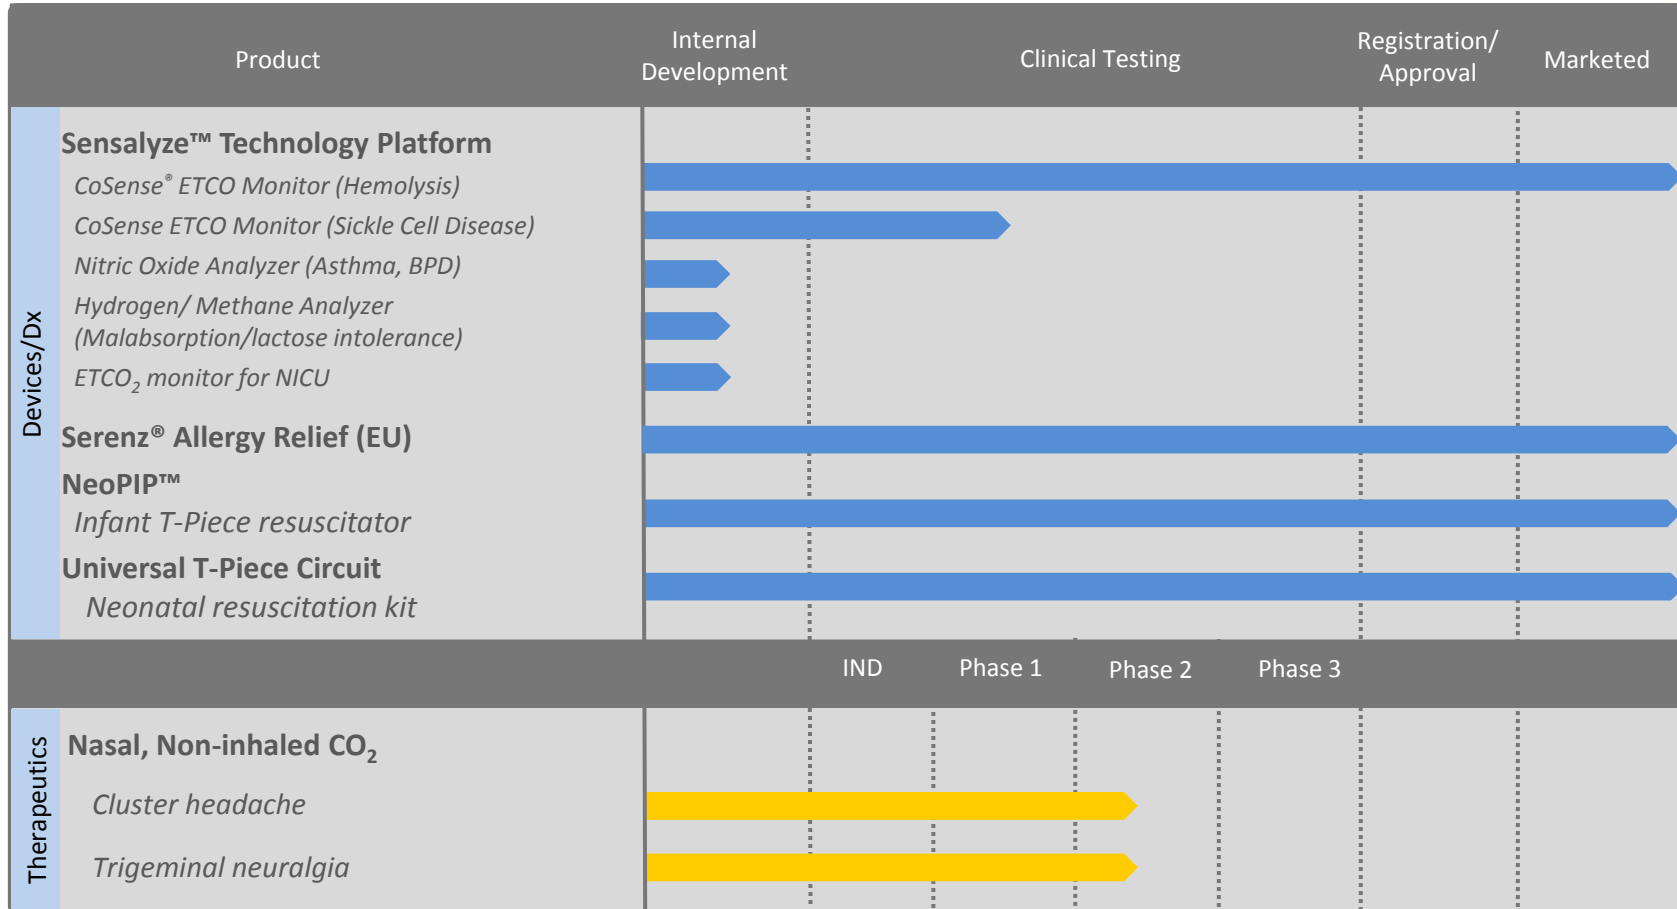 Product
Internal
Development
Clinical Testing
Registration/
Approval
Marketed
Devices/Dx
Sensalyze™ Technology Platform
CoSense® ETCO Monitor (Hemolysis)
CoSense ETCO Monitor (Sickle Cell Disease)
Nitric Oxide Analyzer (Asthma, BPD)
Hydrogen/ Methane Analyzer
(Malabsorption/lactose intolerance)
ETCO₂ monitor for NICU
Serenz® Allergy Relief (EU)
NeoPIP™
Infant T-Piece resuscitator
Universal T-Piece Circuit
Neonatal resuscitation kit
IND
Phase 1
Phase 2
Phase 3
Therapeutics
Nasal, Non-inhaled CO₂
Cluster headache
Trigeminal neuralgia